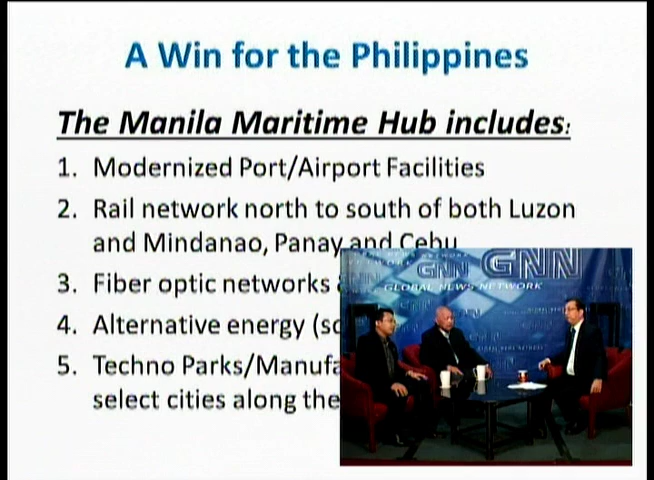 A Win for the Philippines
The Manila Maritime Hub includes:
1. Modernized Port/Airport Facilities
2. Rail network north to south of both Luzon
and Mindanao, Panay and Cebu
3. Fiber optic networks
4. Alternative energy (so
5. Techno Parks/Manufa
select cities along the
GNN GNN
GLOBAL NEWS NETWORK